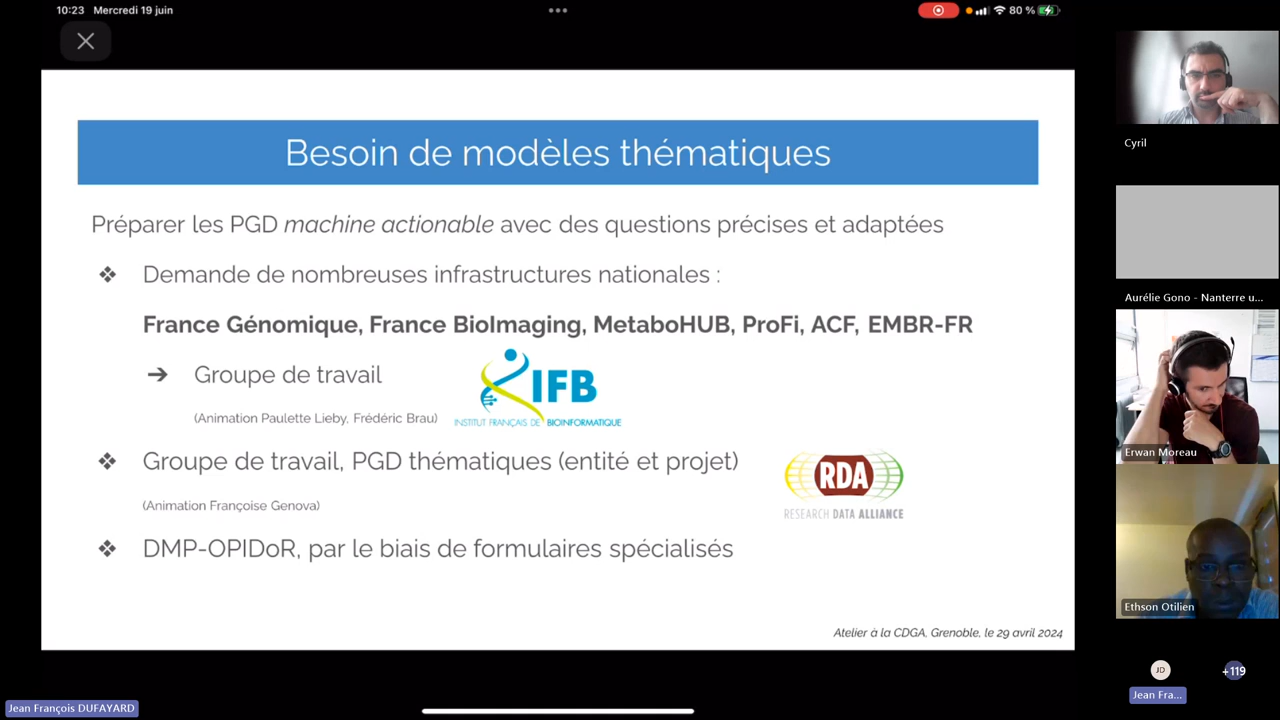 10:23 Mercredi 19 juin
80 %
Besoin de modèles thématiques
Préparer les PGD machine actionable avec des questions précises et adaptées
❖ Demande de nombreuses infrastructures nationales :
France Génomique, France BioImaging, MetaboHUB, ProFi, ACF, EMBR-FR
➔ Groupe de travail
(Animation Paulette Lieby, Frédéric Brau)
IFB
INSTITUT FRANÇAIS DE BIOINFORMATIQUE
❖ Groupe de travail, PGD thématiques (entité et projet)
(Animation Françoise Genova)
RDA
RESEARCH DATA ALLIANCE
❖ DMP-OPIDoR, par le biais de formulaires spécialisés
Atelier à la CDGA, Grenoble, le 29 avril 2024
Jean François DUFAYARD
Cyril
Aurélie Gono - Nanterre u...
Erwan Moreau
Ethson Otilien
JD
+119
Jean Fra...